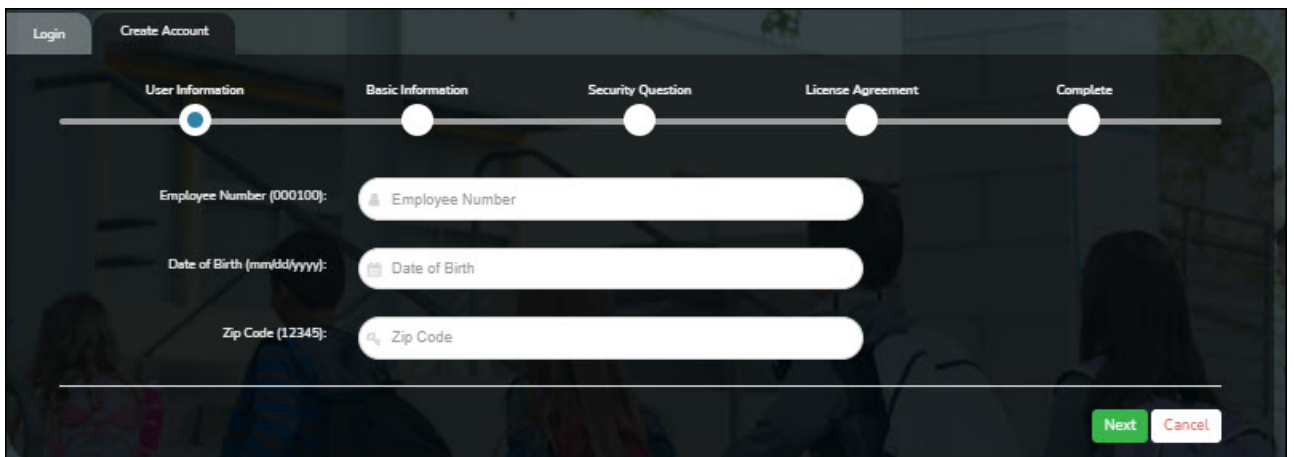 Login
Create Account
User Information
Basic Information
Security Question
License Agreement
Complete
Employee Number (000100):
Employee Number
Date of Birth (mm/dd/yyyy):
Date of Birth
Zip Code (12345):
Zip Code
Next
Cancel